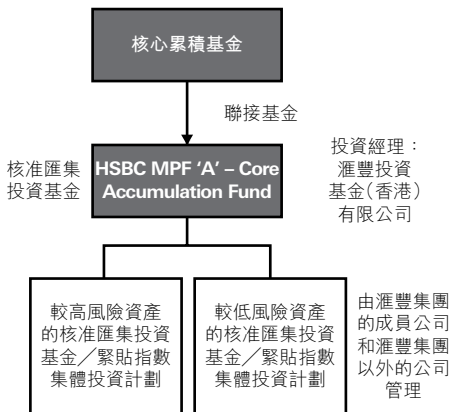 核心累積基金
聯接基金
核准匯集
投資基金
HSBC MPF ‘A’ – Core
Accumulation Fund
投資經理：
滙豐投資
基金（香港）
有限公司
較高風險資產
的核准匯集投資
基金╱緊貼指數
集體投資計劃
較低風險資產
的核准匯集投資
基金╱緊貼指數
集體投資計劃
由滙豐集團
的成員公司
和滙豐集團
以外的公司
管理